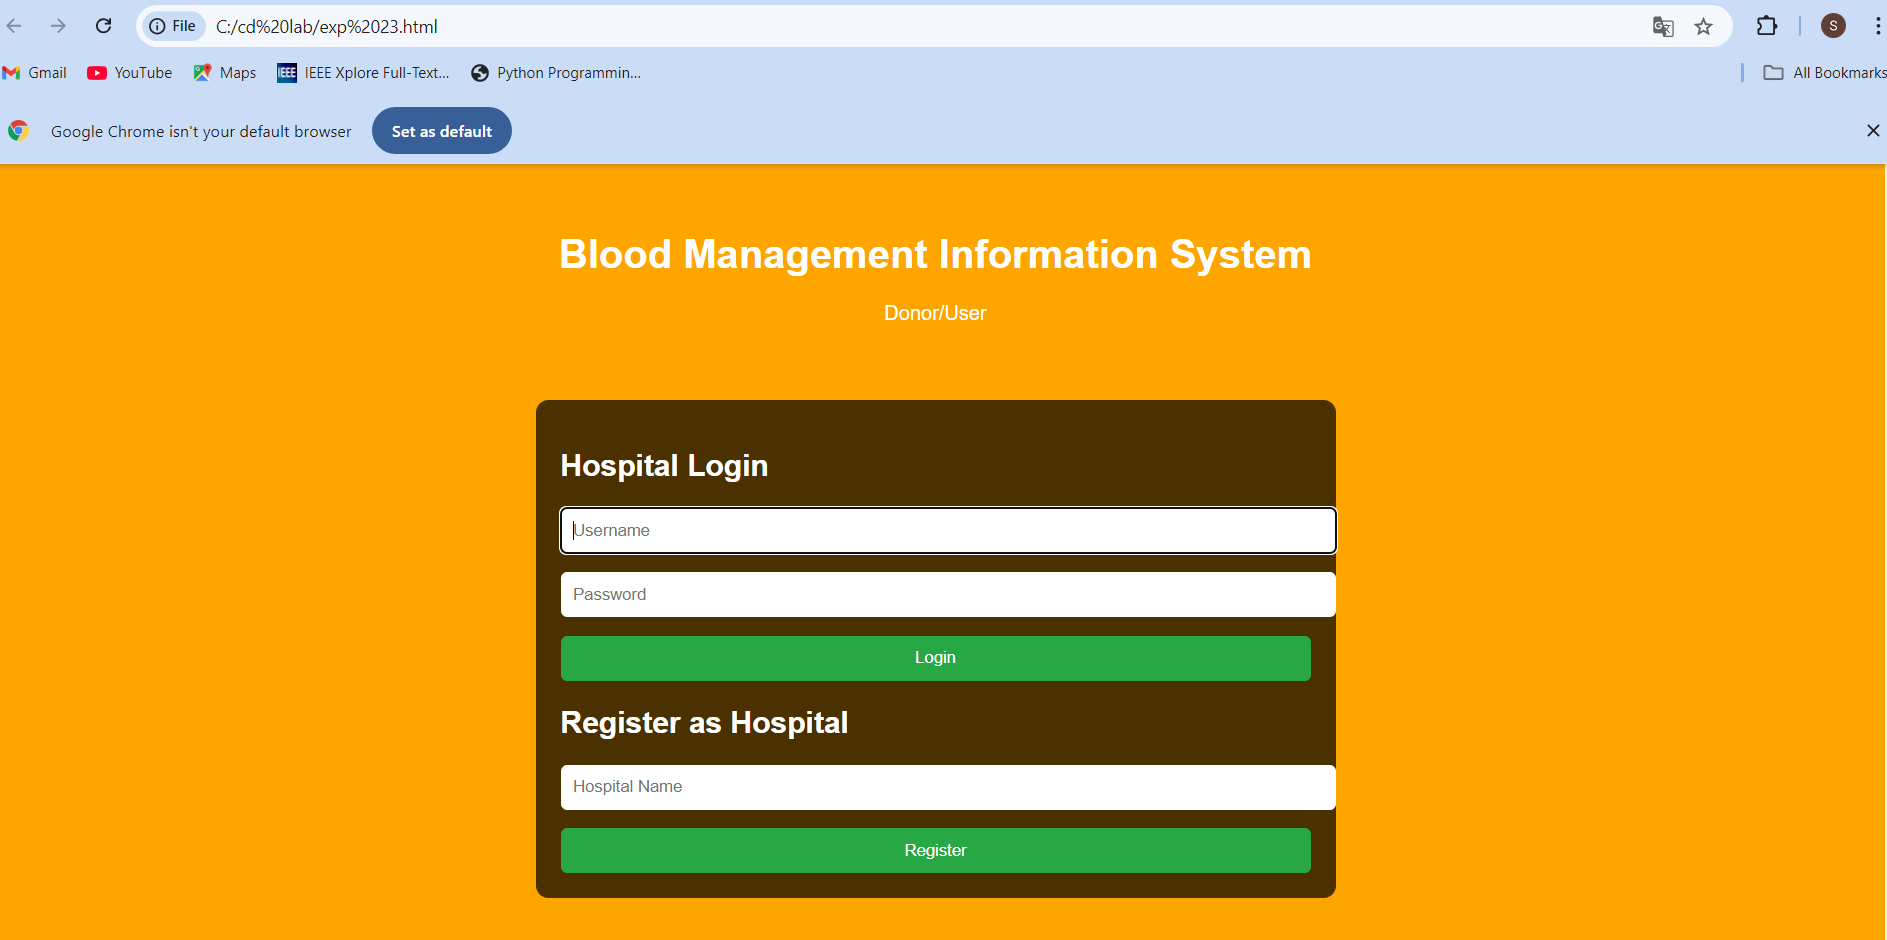 File C:/cd%20lab/exp%2023.html S
Gmail YouTube Maps IEEE IEEE Xplore Full-Text... Python Programmin... All Bookmarks
Google Chrome isn't your default browser Set as default
Blood Management Information System
Donor/User
Hospital Login
Username
Password
Login
Register as Hospital
Hospital Name
Register